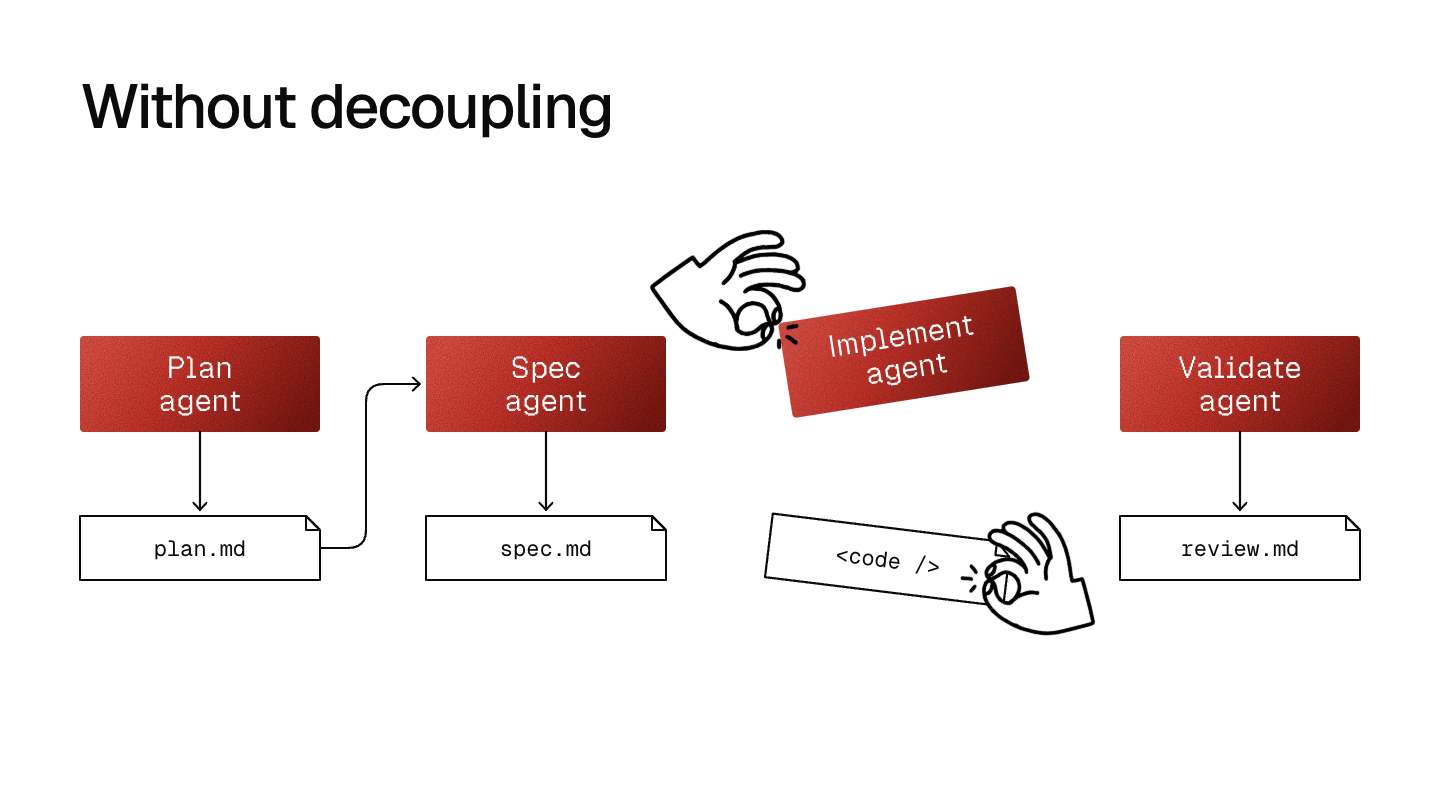 Without decoupling
Plan
agent
Spec
agent
Implement
agent
Validate
agent
plan.md
spec.md
<code />
review.md